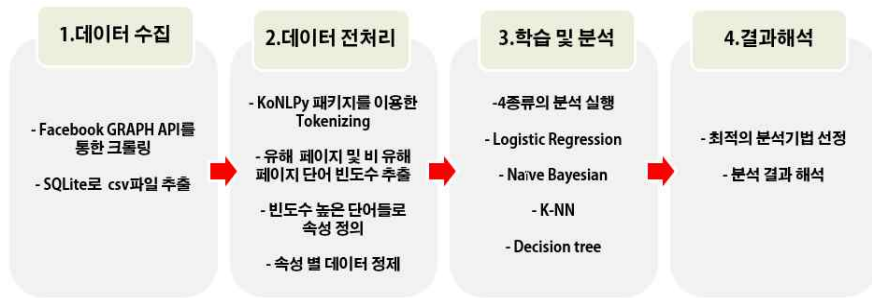 1.데이터 수집
- Facebook GRAPH API를
통한 크롤링
- SQLite로 csv파일 추출
2.데이터 전처리
- KoNLPy 패키지를 이용한
Tokenizing
- 유해 페이지 및 비 유해
페이지 단어 빈도수 추출
- 빈도수 높은 단어들로
속성 정의
- 속성 별 데이터 정제
3.학습 및 분석
-4종류의 분석 실행
- Logistic Regression
- Naïve Bayesian
- K-NN
- Decision tree
4.결과해석
- 최적의 분석기법 선정
- 분석 결과 해석